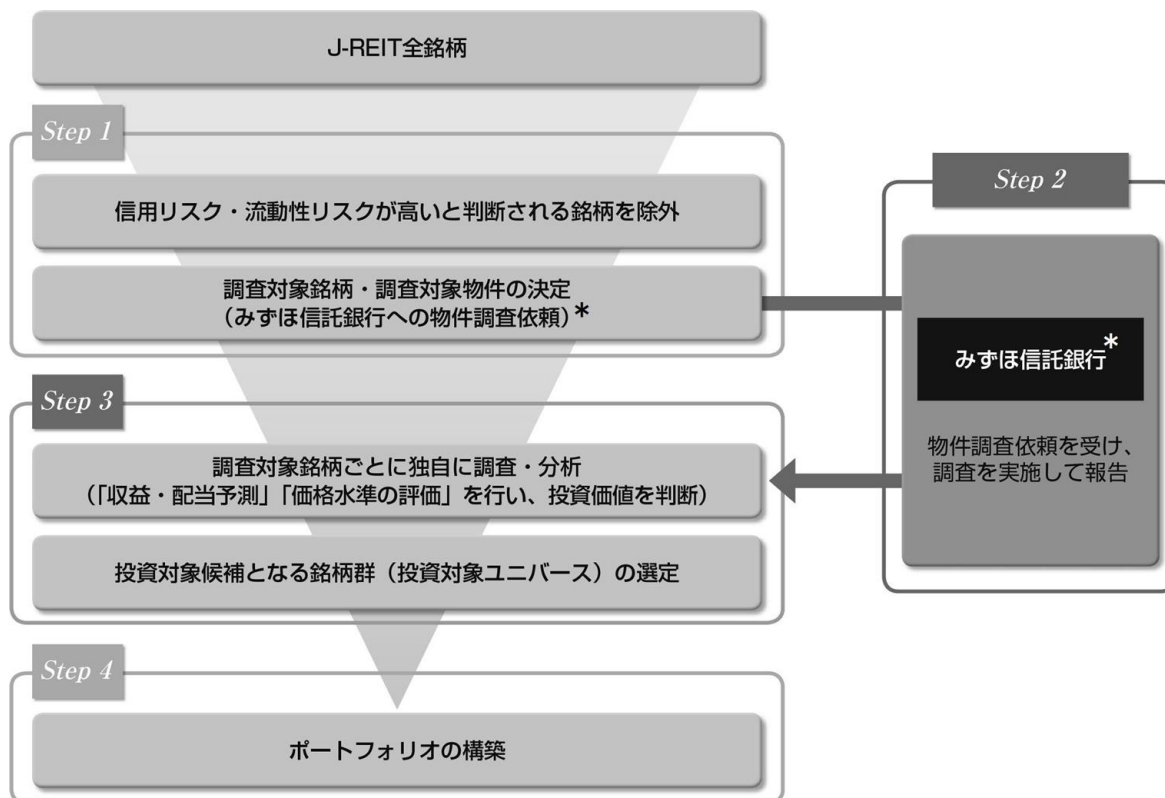 J-REIT全銘柄
Step 1
信用リスク・流動性リスクが高いと判断される銘柄を除外
調査対象銘柄・調査対象物件の決定
（みずほ信託銀行への物件調査依頼）*
Step 2
みずほ信託銀行*
物件調査依頼を受け、
調査を実施して報告
Step 3
調査対象銘柄ごとに独自に調査・分析
（「収益・配当予測」「価格水準の評価」を行い、投資価値を判断）
投資対象候補となる銘柄群（投資対象ユニバース）の選定
Step 4
ポートフォリオの構築